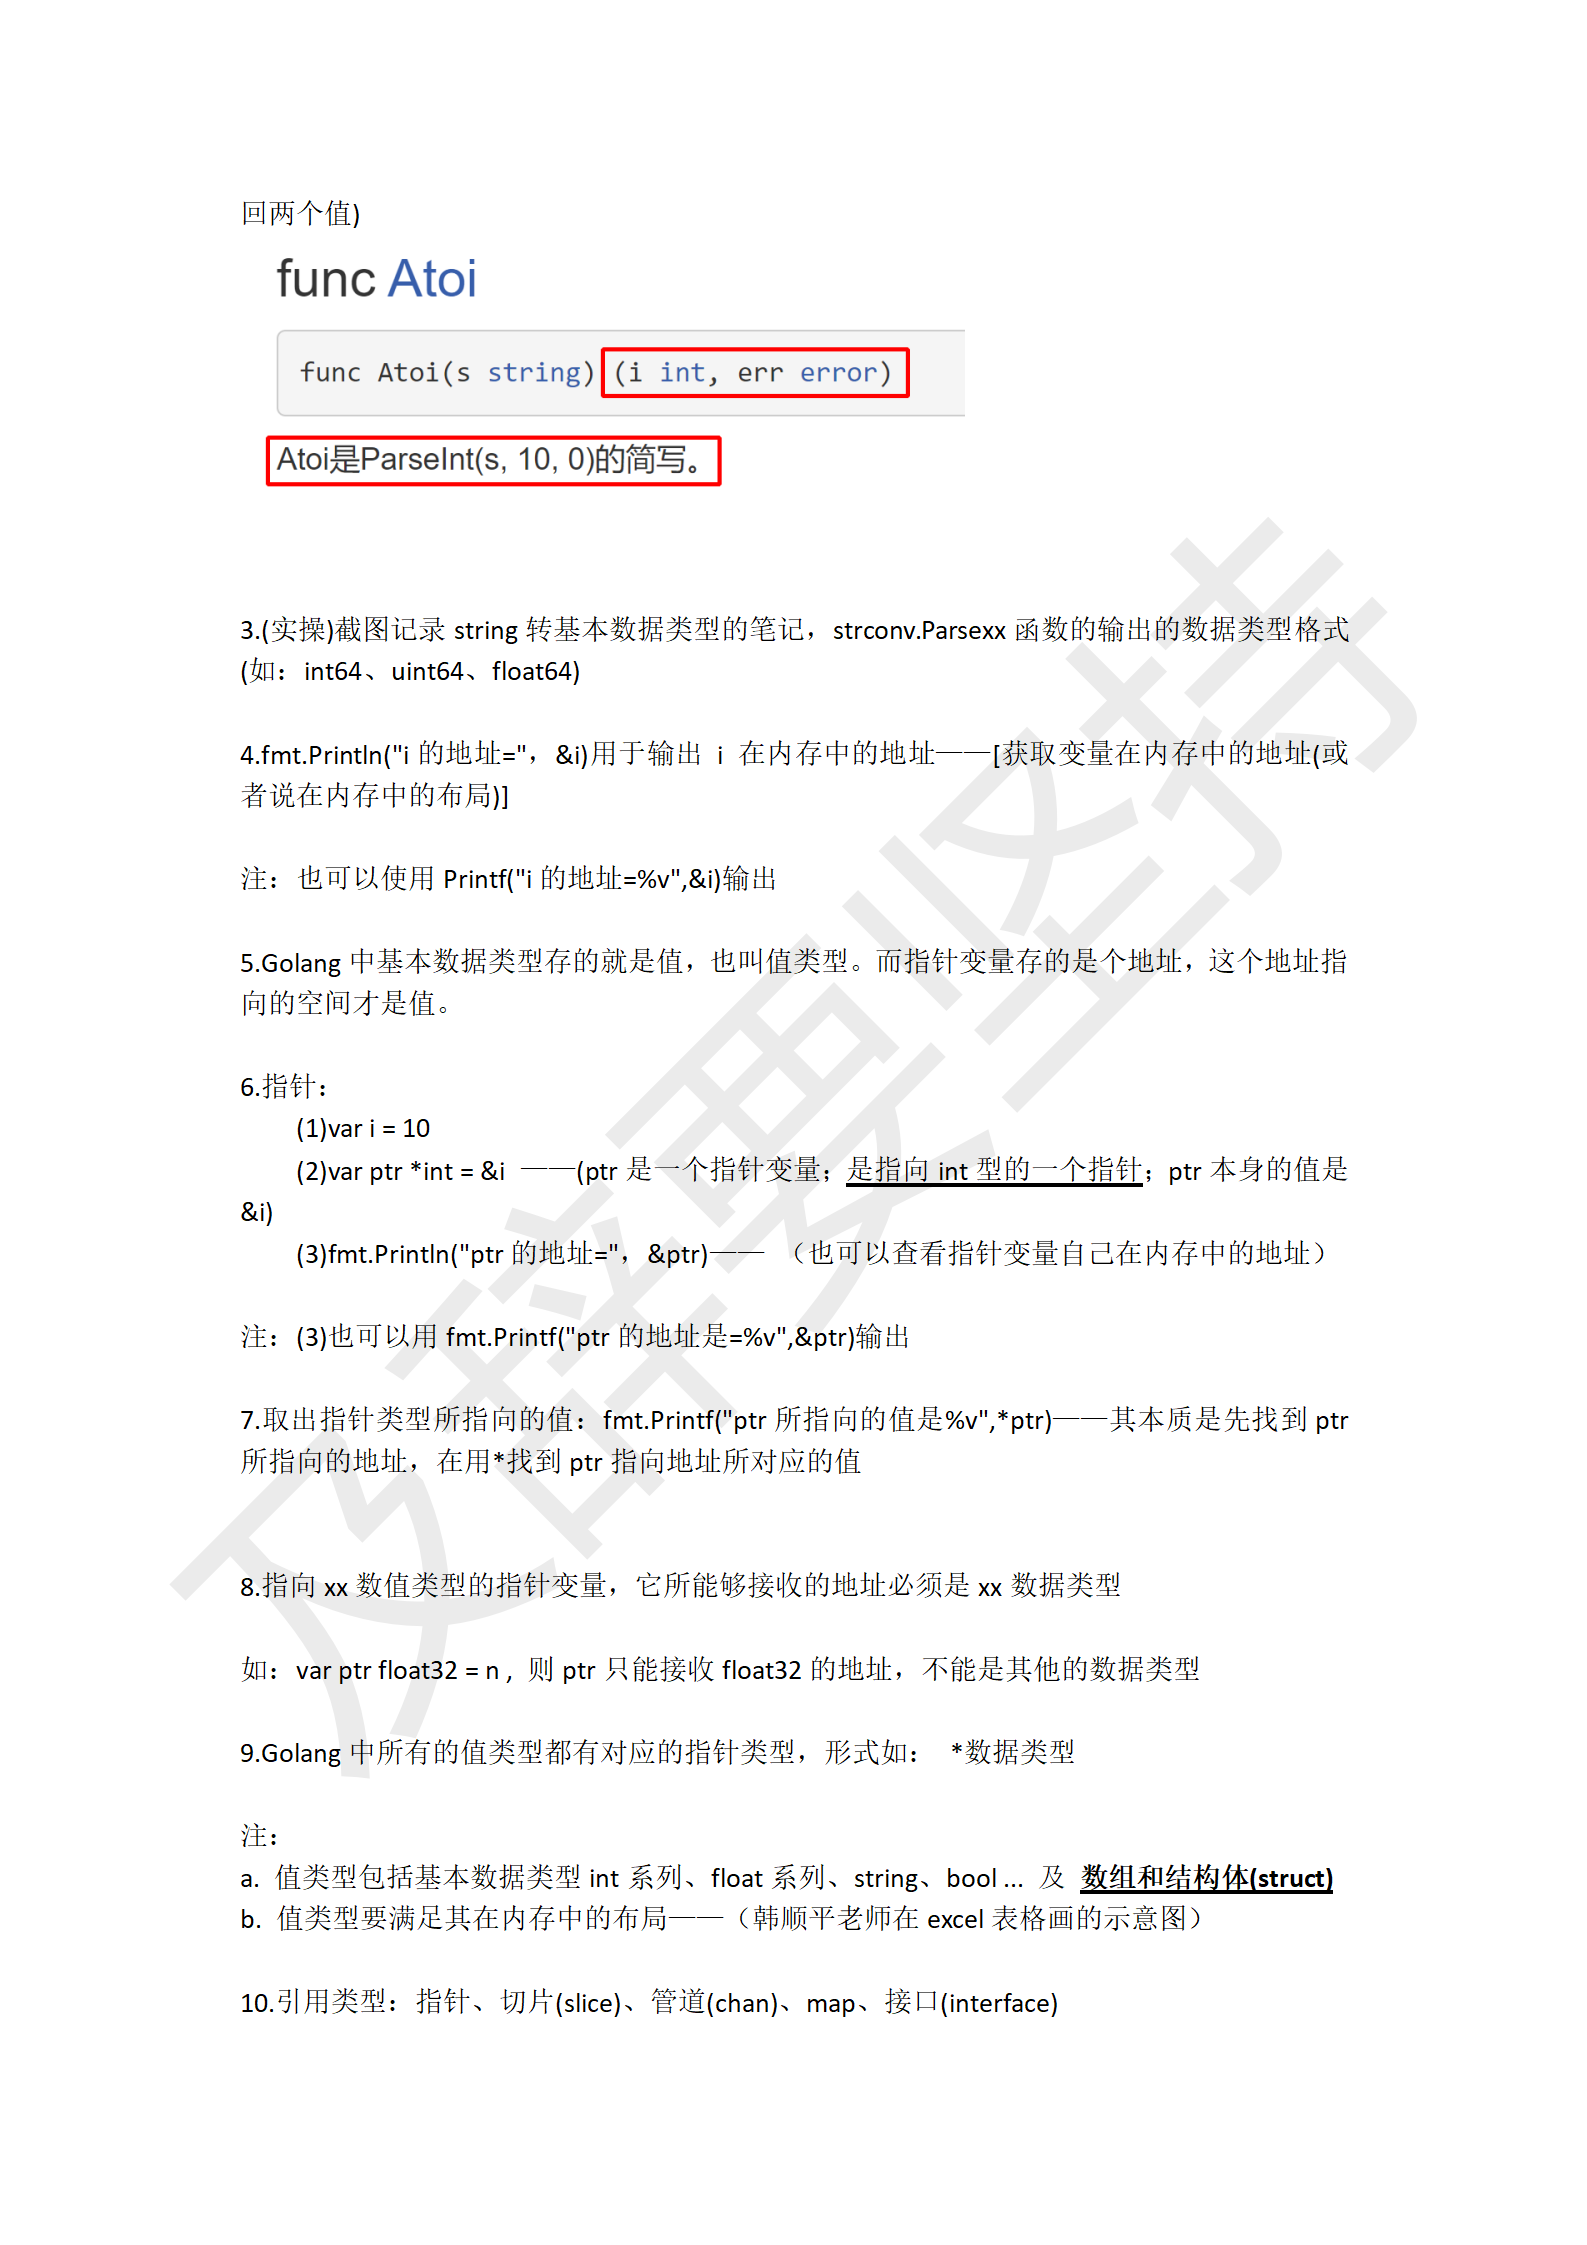 回两个值)
func Atoi
func Atoi(s string) (i int, err error)
Atoi是ParseInt(s, 10, 0)的简写。
3.(实操)截图记录 string 转基本数据类型的笔记，strconv.Parsexx 函数的输出的数据类型格式
(如：int64、uint64、float64)
4.fmt.Println("i 的地址="，&i)用于输出 i 在内存中的地址——[获取变量在内存中的地址(或
者说在内存中的布局)]
注：也可以使用 Printf("i 的地址=%v",&i)输出
5.Golang 中基本数据类型存的就是值，也叫值类型。而指针变量存的是个地址，这个地址指
向的空间才是值。
6.指针：
(1)var i = 10
(2)var ptr *int = &i ——(ptr 是一个指针变量；是指向 int 型的一个指针；ptr 本身的值是
&i)
(3)fmt.Println("ptr 的地址="，&ptr)—— （也可以查看指针变量自己在内存中的地址）
注：(3)也可以用 fmt.Printf("ptr 的地址是=%v",&ptr)输出
7.取出指针类型所指向的值：fmt.Printf("ptr 所指向的值是%v",*ptr)——其本质是先找到 ptr
所指向的地址，在用*找到 ptr 指向地址所对应的值
8.指向 xx 数值类型的指针变量，它所能够接收的地址必须是 xx 数据类型
如：var ptr float32 = n , 则 ptr 只能接收 float32 的地址，不能是其他的数据类型
9.Golang 中所有的值类型都有对应的指针类型，形式如： *数据类型
注：
a. 值类型包括基本数据类型 int 系列、float 系列、string、bool ... 及 数组和结构体(struct)
b. 值类型要满足其在内存中的布局——（韩顺平老师在 excel 表格画的示意图）
10.引用类型：指针、切片(slice)、管道(chan)、map、接口(interface)
及辞要坚持